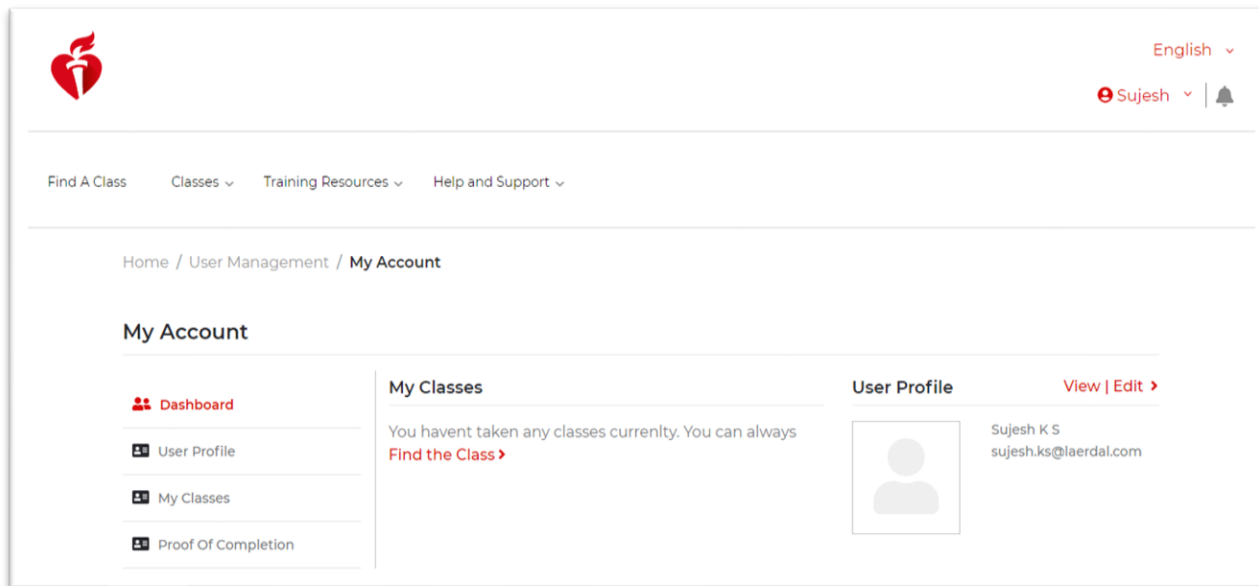 English
Sujesh
Find A Class Classes Training Resources Help and Support
Home / User Management / My Account
My Account
Dashboard
User Profile
My Classes
Proof Of Completion
My Classes
You havent taken any classes currenlty. You can always
Find the Class
User Profile View | Edit
Sujesh K S
sujesh.ks@laerdal.com